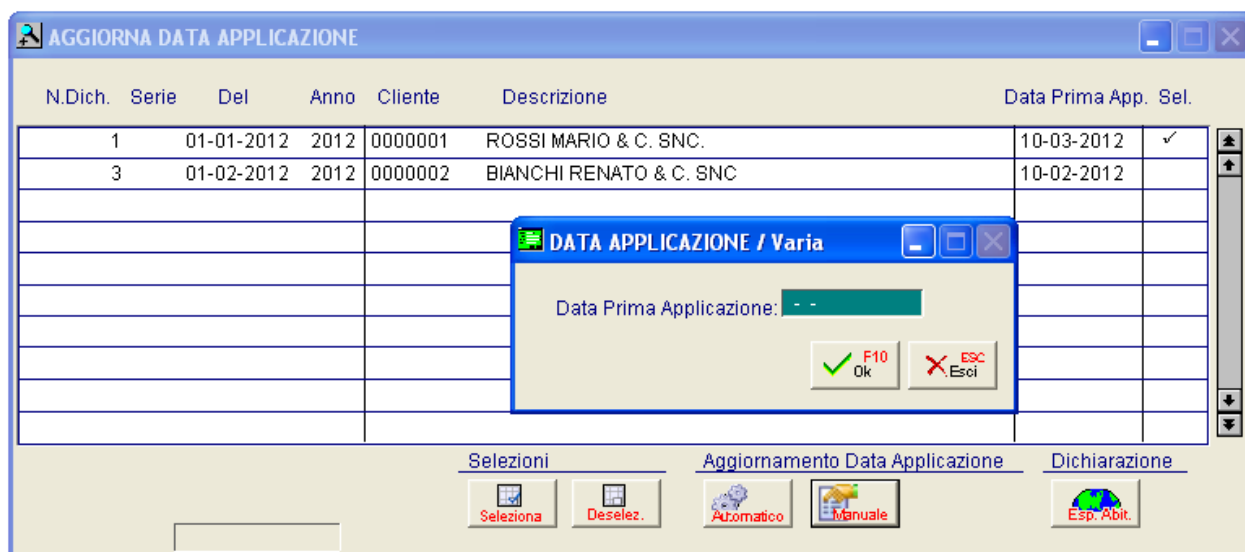 AGGIORNA DATA APPLICAZIONE
N.Dich. Serie Del Anno Cliente Descrizione Data Prima App. Sel.
1 01-01-2012 2012 0000001 ROSSI MARIO & C. SNC. 10-03-2012 ✓
3 01-02-2012 2012 0000002 BIANCHI RENATO & C. SNC 10-02-2012
DATA APPLICAZIONE / Varia
Data Prima Applicazione: - -
F10 Ok ESC Esci
Selezioni Aggiornamento Data Applicazione Dichiarazione
Seleziona Deselez. Automatico Manuale Esp. Abit.